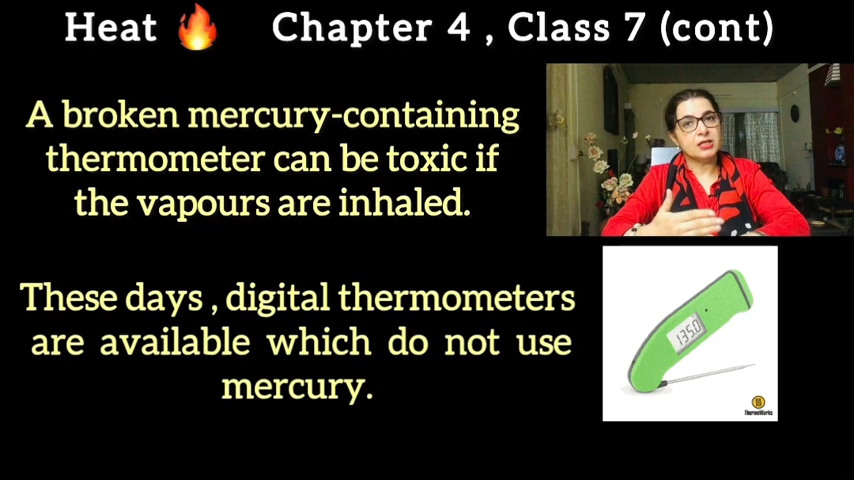 Heat 🔥 Chapter 4 , Class 7 (cont)
A broken mercury-containing
thermometer can be toxic if
the vapours are inhaled.
These days , digital thermometers
are available which do not use
mercury.
135.0
ThermoWorks